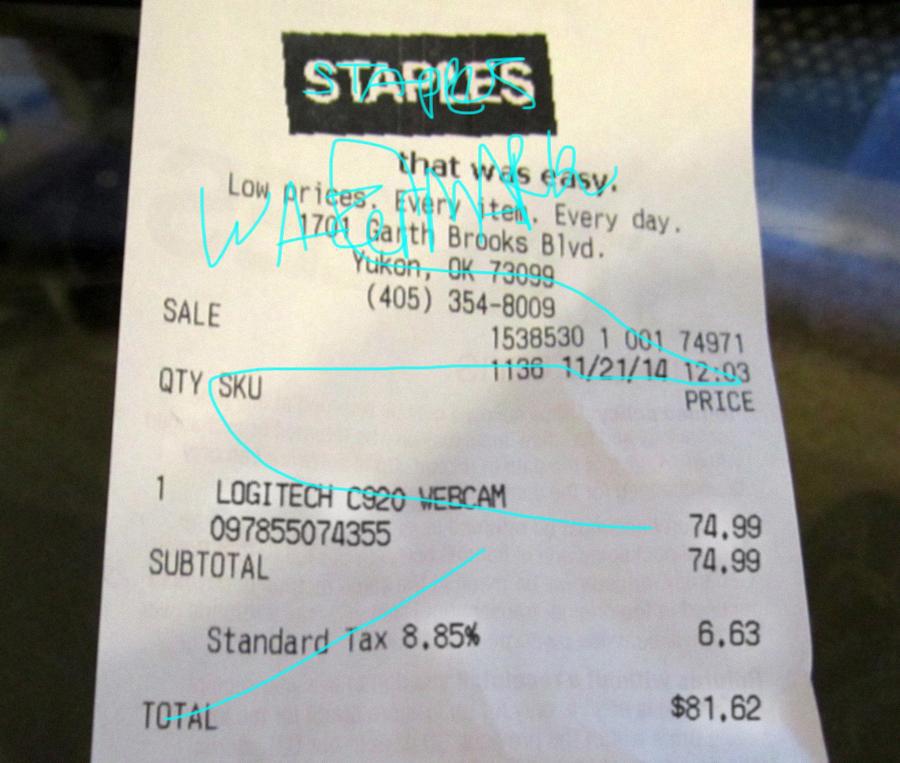 STAPLES
that was easy.
Low prices. Every item. Every day.
1701 Garth Brooks Blvd.
Yukon, OK 73099
(405) 354-8009
SALE
1538530 1 001 74971
1136 11/21/14 12:03
QTY SKU
PRICE
1 LOGITECH C920 WEBCAM
097855074355 74.99
SUBTOTAL 74.99
Standard Tax 8.85% 6.63
TOTAL $81.62